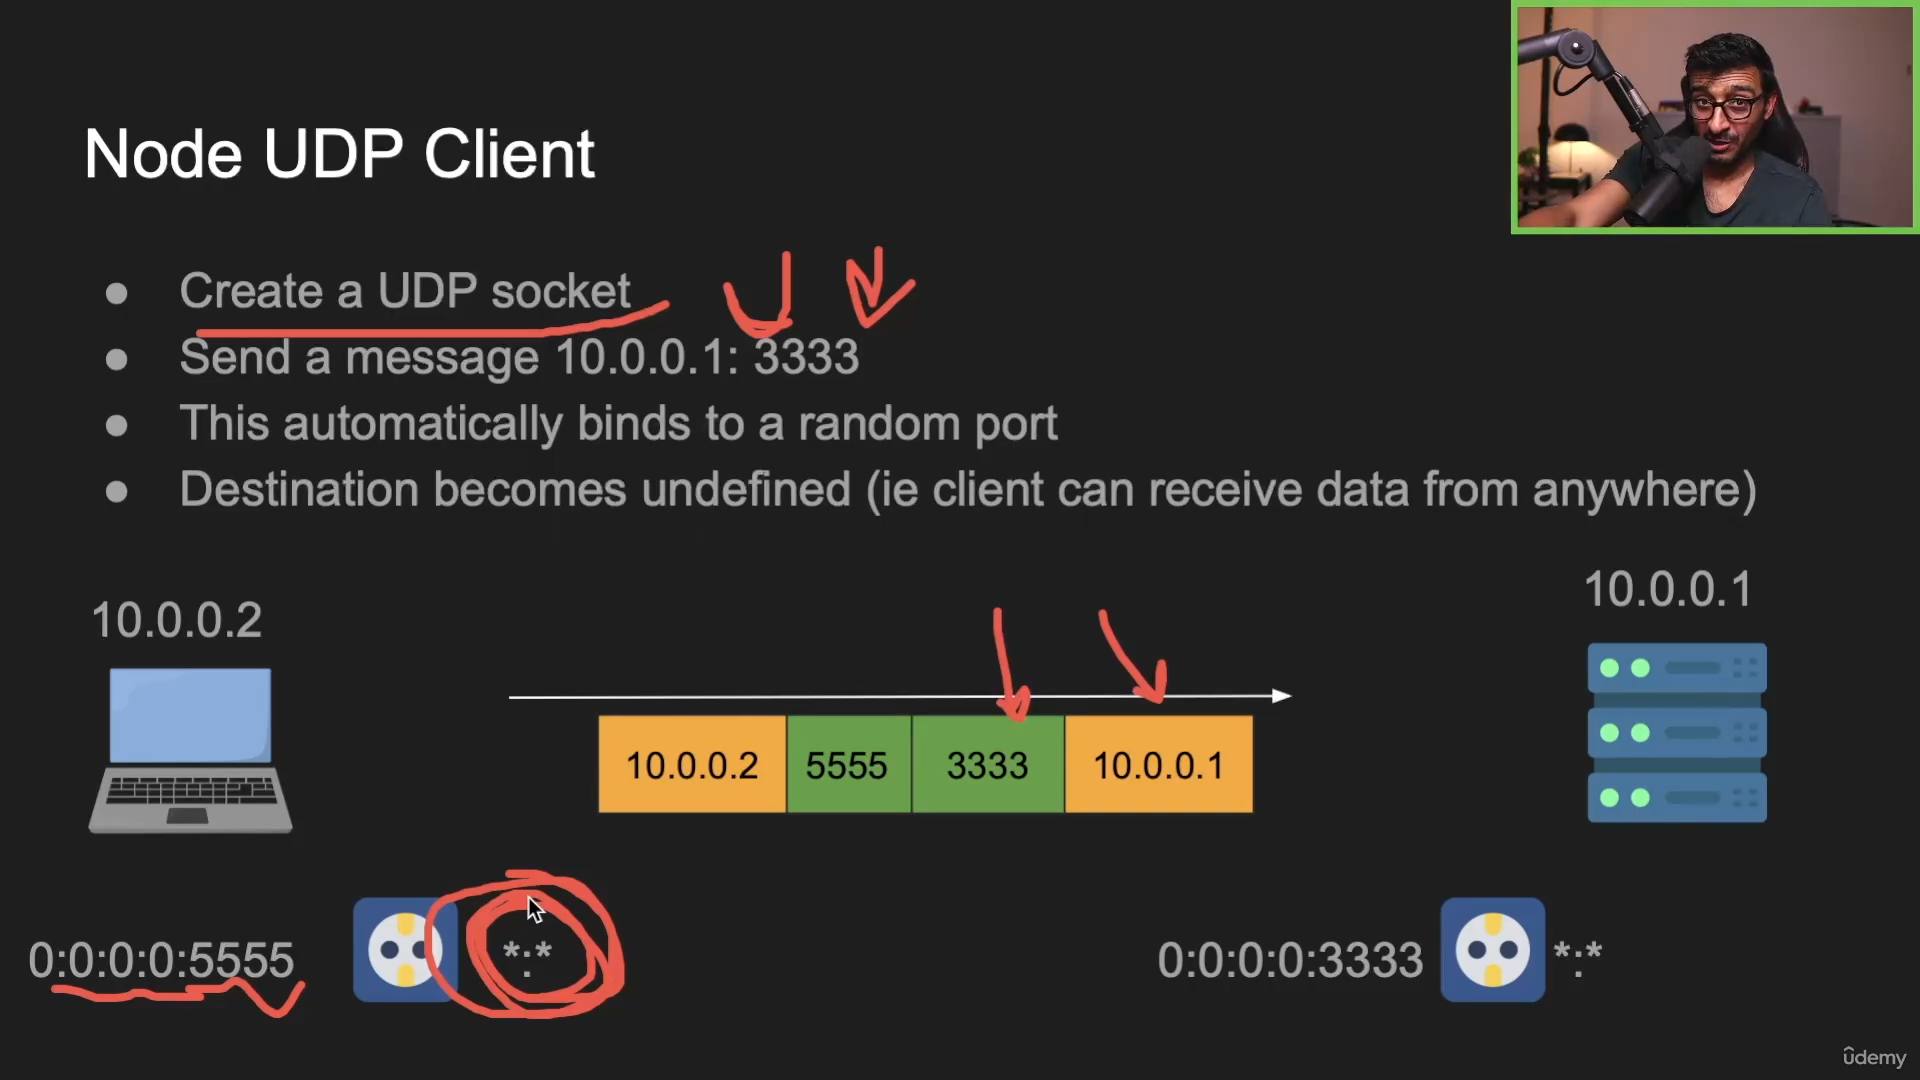 Node UDP Client
● Create a UDP socket
● Send a message 10.0.0.1: 3333
● This automatically binds to a random port
● Destination becomes undefined (ie client can receive data from anywhere)
10.0.0.2
10.0.0.1
10.0.0.2 5555 3333 10.0.0.1
0:0:0:0:5555 *:*
0:0:0:0:3333 *:*
ûdemy